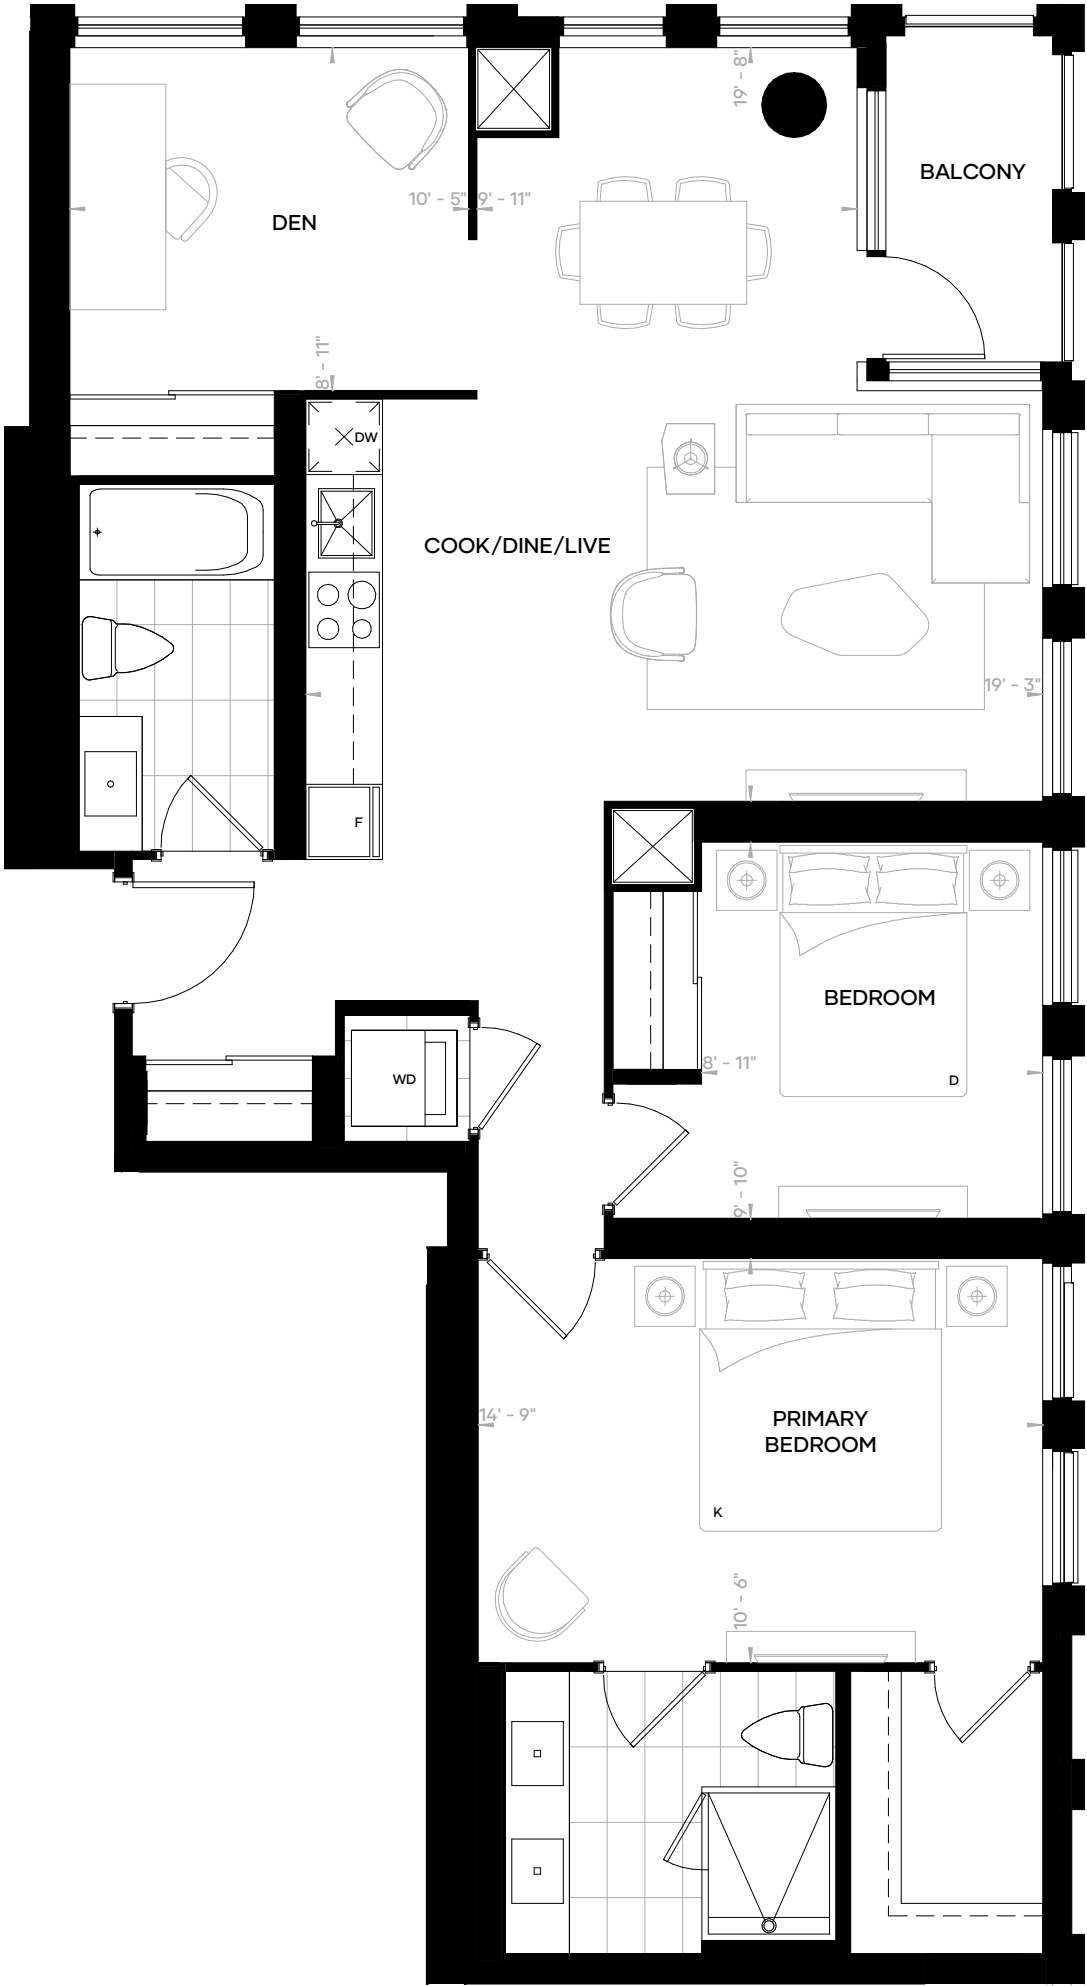 19' - 8"
BALCONY
10' - 5"
9' - 11"
DEN
8' - 11"
DW
COOK/DINE/LIVE
19' - 3"
F
BEDROOM
8' - 11"
WD
D
9' - 10"
14' - 9"
PRIMARY
BEDROOM
K
10' - 6"